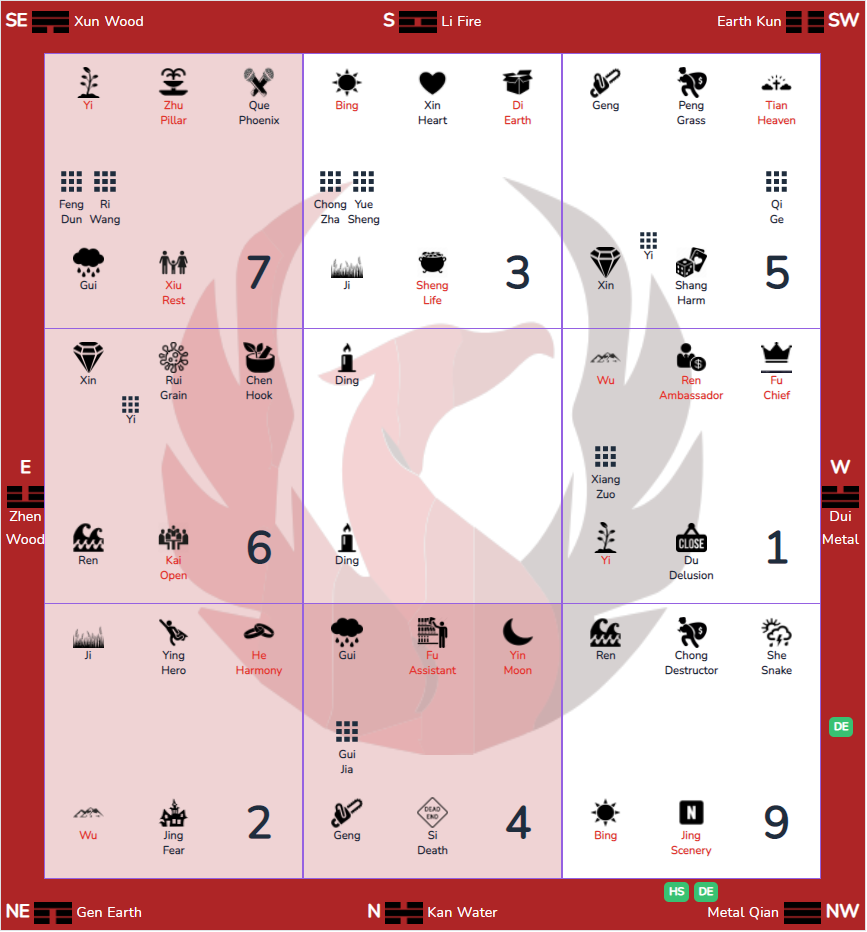 SE Xun Wood S Li Fire Earth Kun SW
Yi Zhu Que Bing Xin Di Geng Peng Tian
Pillar Phoenix Heart Earth Grass Heaven
Feng Ri Chong Yue Qi
Dun Wang Zha Sheng Ge
Yi
Gui Xiu 7 Ji Sheng 3 Xin Shang 5
Rest Life Harm
Xin Rui Chen Ding Wu Ren Fu
Grain Hook Ambassador Chief
Yi
E W
Xiang
Zuo
Zhen Dui
Wood Metal
Ren Kai 6 Ding Yi CLOSE Du 1
Open Delusion
Ji Ying He Gui Fu Yin Ren Chong She
Hero Harmony Assistant Moon Destructor Snake
DE
Gui
Jia
Wu Jing 2 Geng DEAD END Si 4 Bing N Jing 9
Fear Death Scenery
HS DE
NE Gen Earth N Kan Water Metal Qian NW